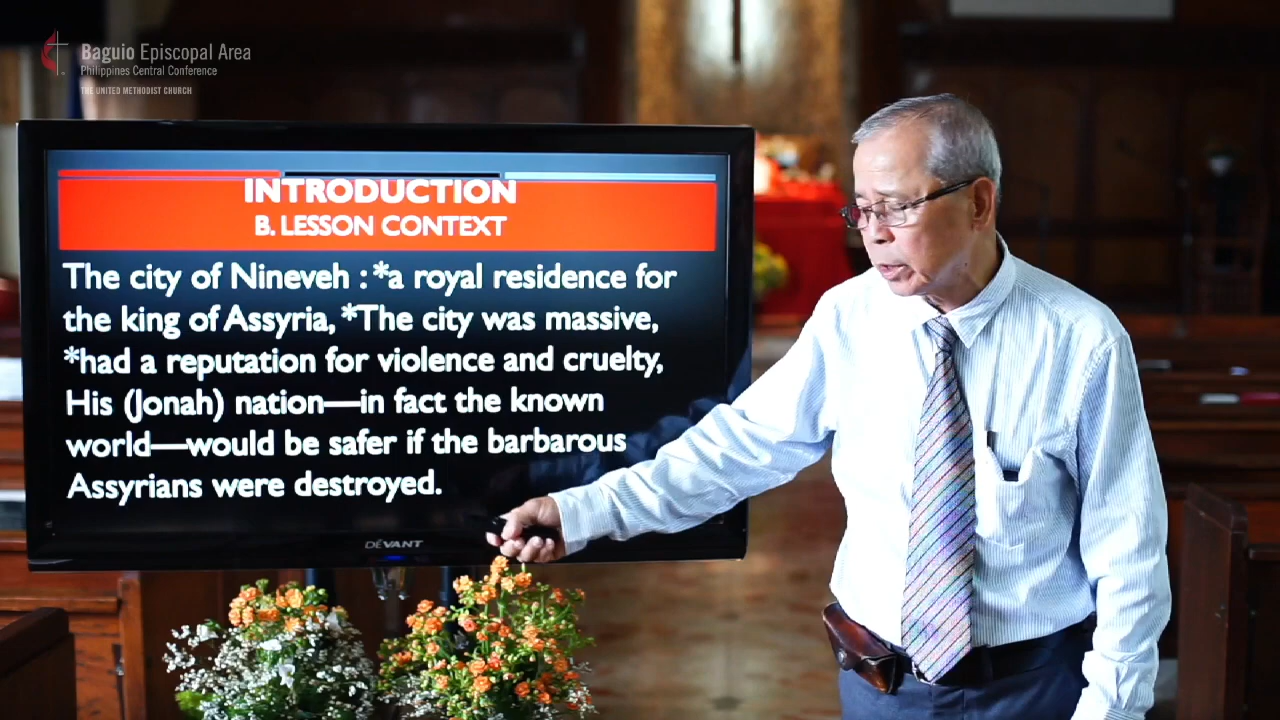 Baguio Episcopal Area
Philippines Central Conference
THE UNITED METHODIST CHURCH
INTRODUCTION
B. LESSON CONTEXT
The city of Nineveh : *a royal residence for
the king of Assyria, *The city was massive,
*had a reputation for violence and cruelty,
His (Jonah) nation—in fact the known
world—would be safer if the barbarous
Assyrians were destroyed.
DEVANT